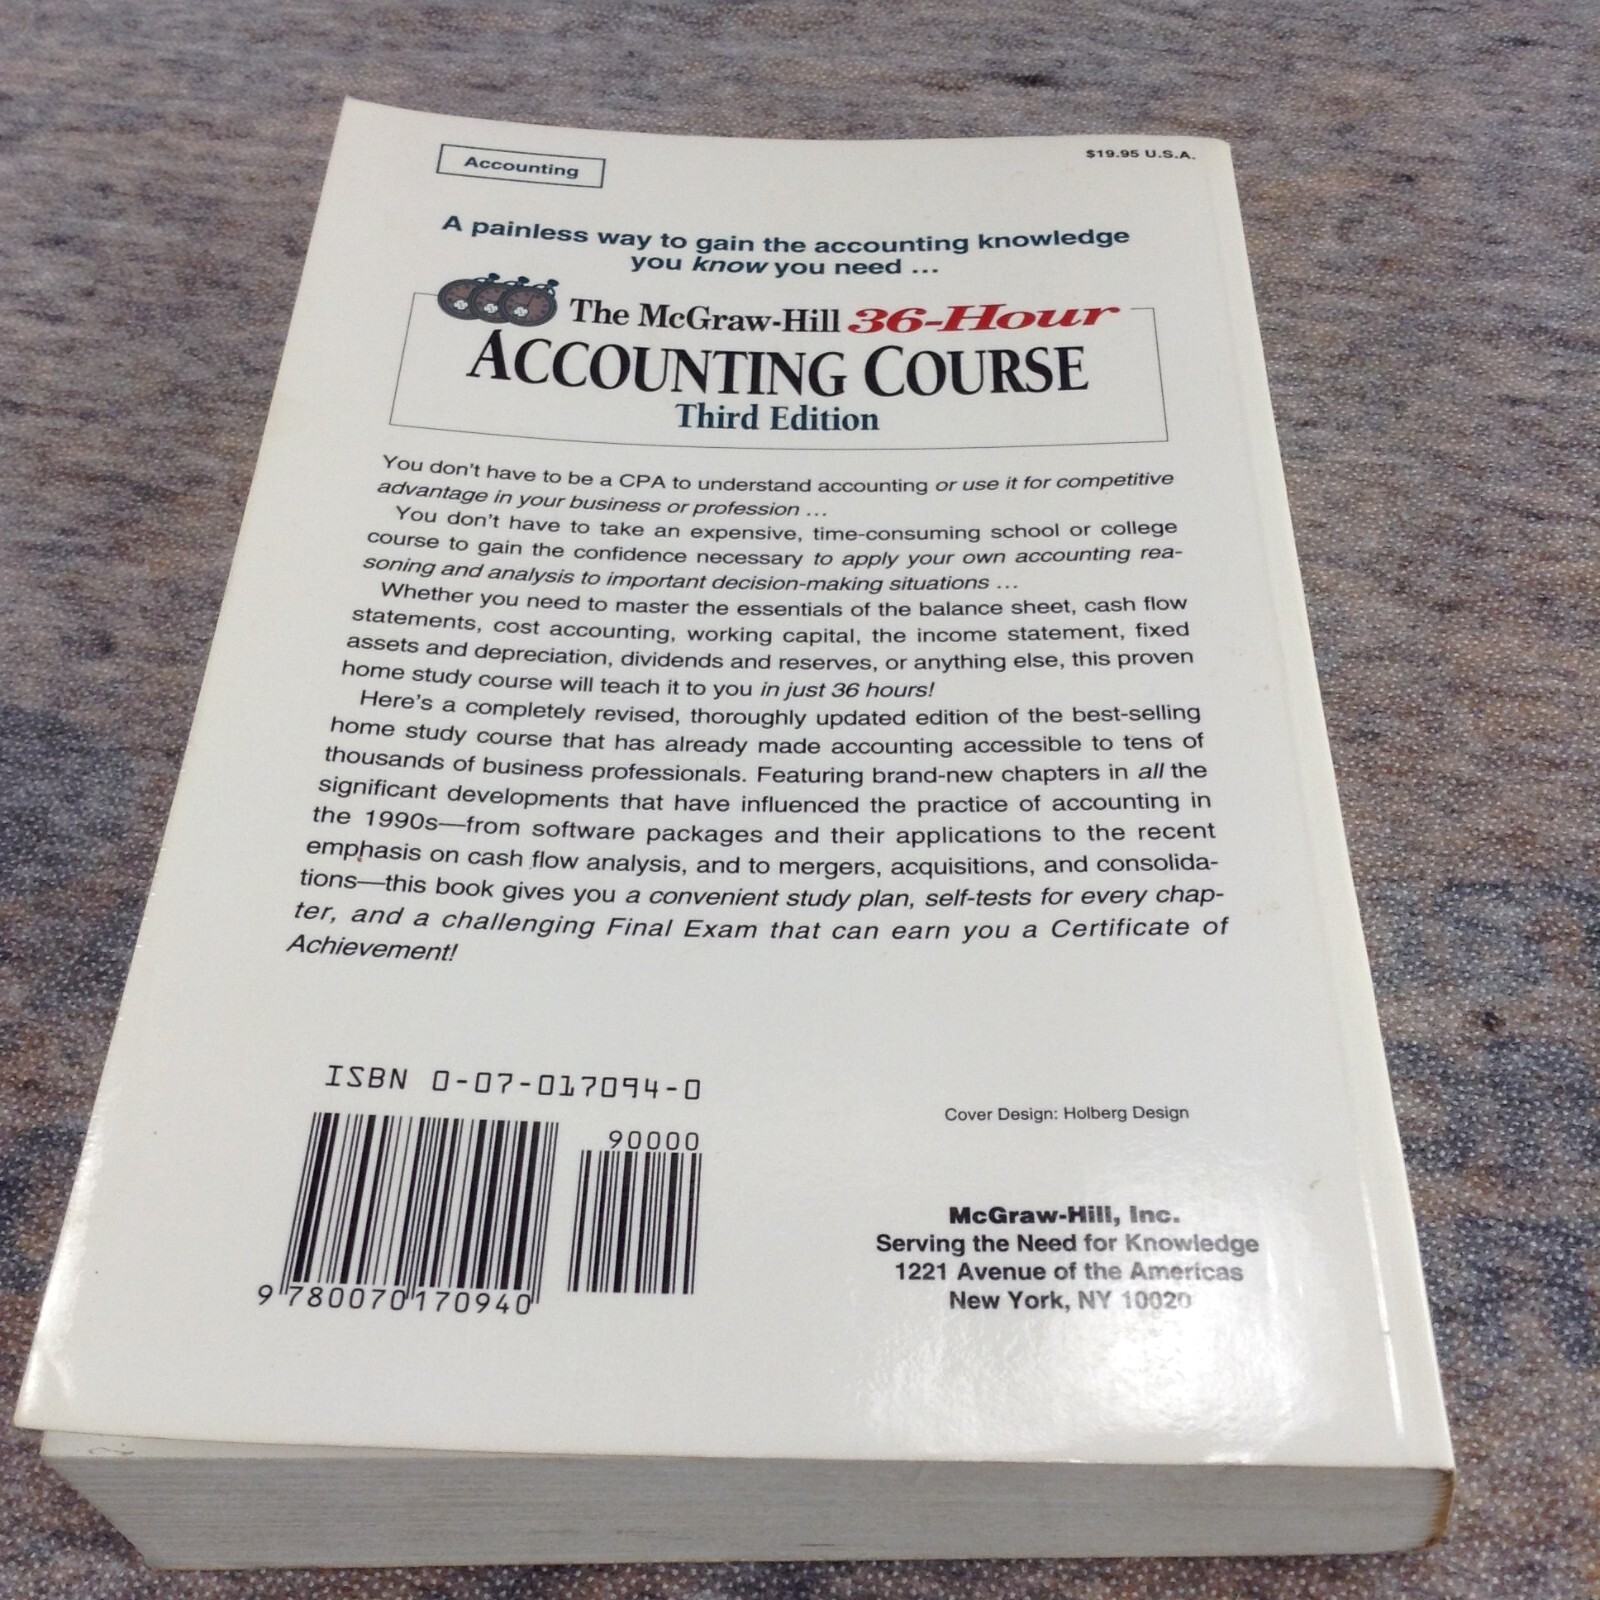 Accounting
$19.95 U.S.A.
A painless way to gain the accounting knowledge
you know you need ...
The McGraw-Hill 36-Hour
ACCOUNTING COURSE
Third Edition
You don't have to be a CPA to understand accounting or use it for competitive
advantage in your business or profession ...
You don't have to take an expensive, time-consuming school or college
course to gain the confidence necessary to apply your own accounting rea-
soning and analysis to important decision-making situations ...
Whether you need to master the essentials of the balance sheet, cash flow
statements, cost accounting, working capital, the income statement, fixed
assets and depreciation, dividends and reserves, or anything else, this proven
home study course will teach it to you in just 36 hours!
Here's a completely revised, thoroughly updated edition of the best-selling
home study course that has already made accounting accessible to tens of
thousands of business professionals. Featuring brand-new chapters in all the
significant developments that have influenced the practice of accounting in
the 1990s—from software packages and their applications to the recent
emphasis on cash flow analysis, and to mergers, acquisitions, and consolida-
tions—this book gives you a convenient study plan, self-tests for every chap-
ter, and a challenging Final Exam that can earn you a Certificate of
Achievement!
ISBN 0-07-017094-0
90000
9 780070 170940
Cover Design: Holberg Design
McGraw-Hill, Inc.
Serving the Need for Knowledge
1221 Avenue of the Americas
New York, NY 10020